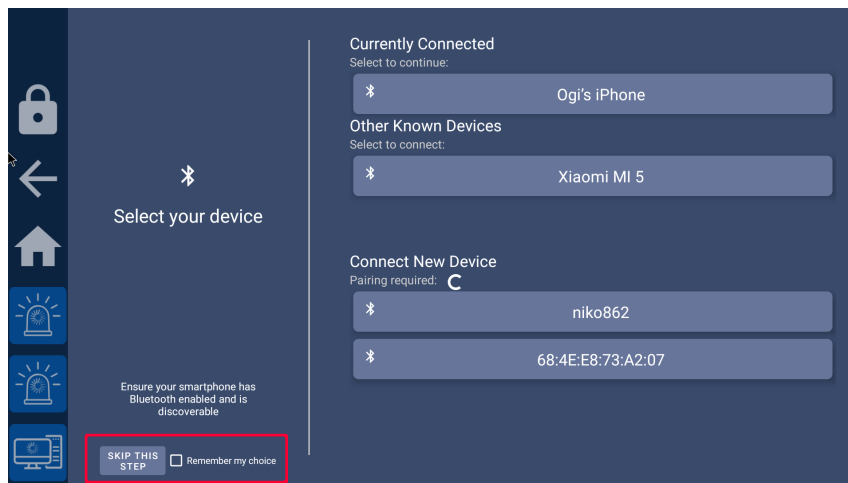 Currently Connected
Select to continue:
Ogi's iPhone
Other Known Devices
Select to connect:
Xiaomi MI 5
Select your device
Connect New Device
Pairing required:
niko862
68:4E:E8:73:A2:07
Ensure your smartphone has
Bluetooth enabled and is
discoverable
SKIP THIS
STEP
Remember my choice